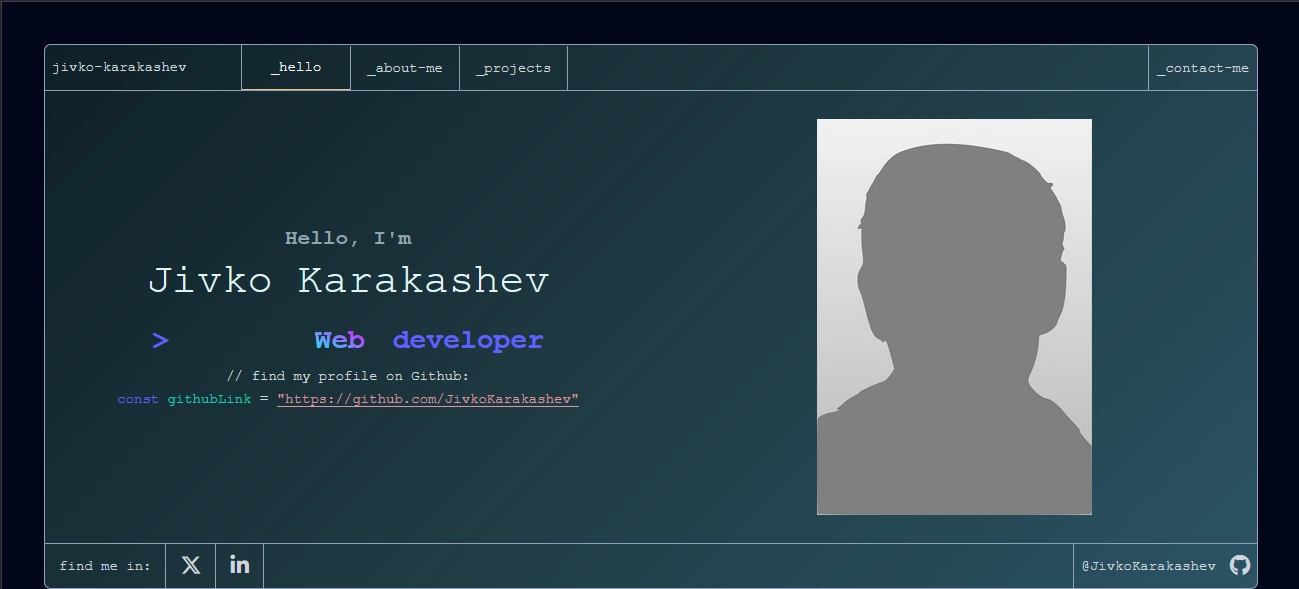 jivko-karakashev
_hello
_about-me
_projects
_contact-me
Hello, I'm
Jivko Karakashev
> Web developer
// find my profile on Github:
const githubLink = "https://github.com/JivkoKarakashev"
find me in:
X
in
@JivkoKarakashev